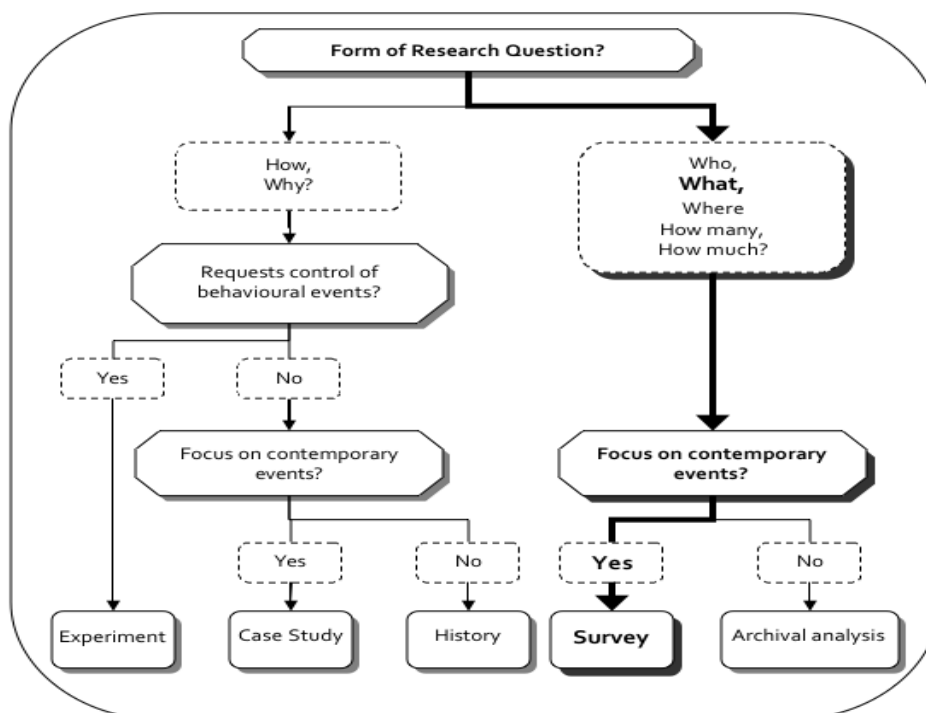 Form of Research Question?
How,
Why?
Who,
What,
Where
How many,
How much?
Requests control of
behavioural events?
Yes
No
Focus on contemporary
events?
Focus on contemporary
events?
Yes
No
Yes
No
Experiment
Case Study
History
Survey
Archival analysis